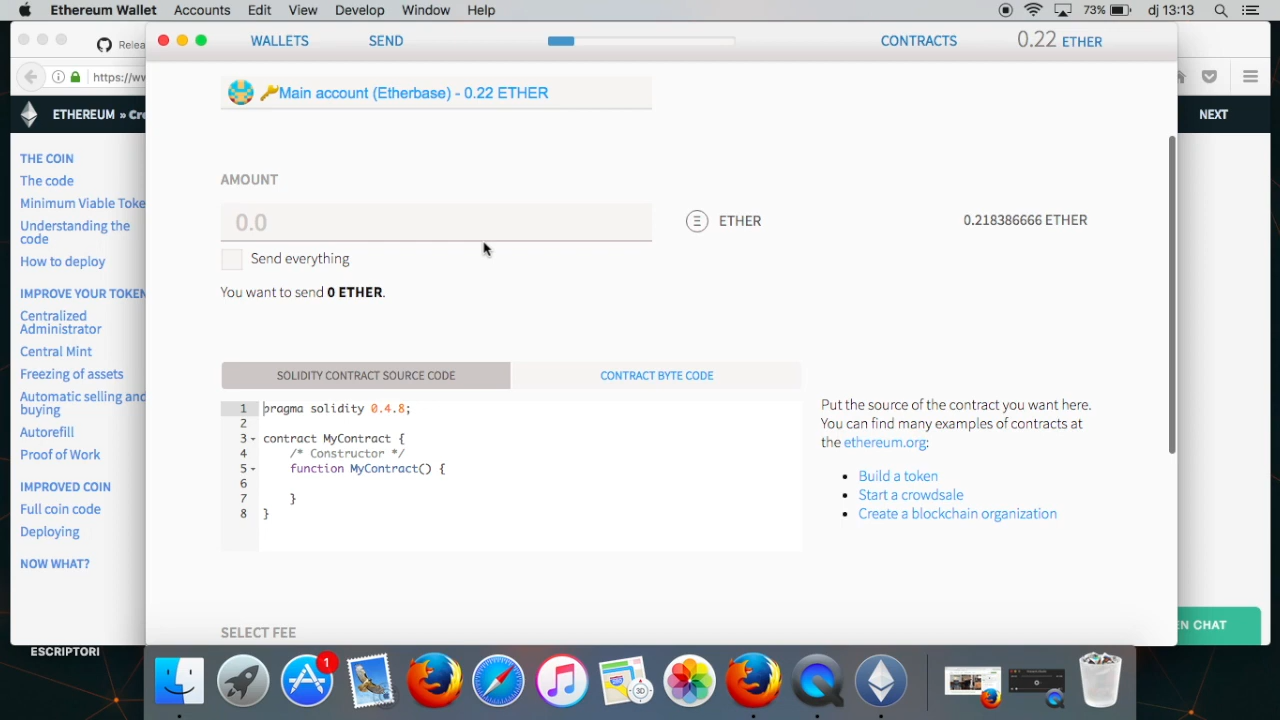 Ethereum Wallet Accounts Edit View Develop Window Help 73% dj 13:13
Relea
WALLETS SEND CONTRACTS 0.22 ETHER
https://ww
ETHEREUM » Cre NEXT
THE COIN
The code
Minimum Viable Toke
Understanding the
code
How to deploy
IMPROVE YOUR TOKEN
Centralized
Administrator
Central Mint
Freezing of assets
Automatic selling and
buying
Autorefill
Proof of Work
IMPROVED COIN
Full coin code
Deploying
NOW WHAT?
ESCRIPTORI
Main account (Etherbase) - 0.22 ETHER
AMOUNT
0.0 ETHER 0.218386666 ETHER
Send everything
You want to send 0 ETHER.
SOLIDITY CONTRACT SOURCE CODE CONTRACT BYTE CODE
1 pragma solidity 0.4.8;
2
3 contract MyContract {
4 /* Constructor */
5 function MyContract() {
6
7 }
8 }
Put the source of the contract you want here.
You can find many examples of contracts at
the ethereum.org:
Build a token
Start a crowdsale
Create a blockchain organization
SELECT FEE
EN CHAT
1
3D